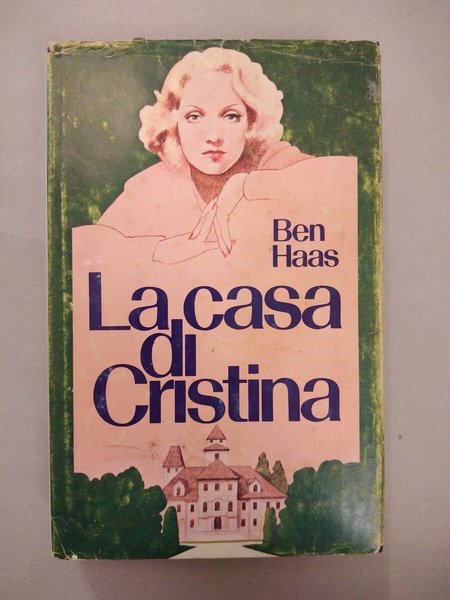 Ben
Haas
La casa
di
Cristina